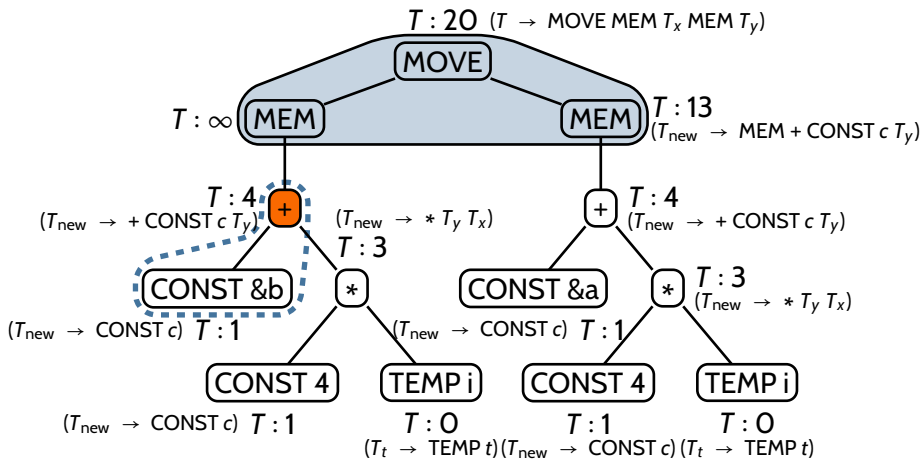 T : 20 (T → MOVE MEM Tx MEM Ty)
MOVE
T : ∞ MEM
MEM T : 13
(Tnew → MEM + CONST c Ty)
T : 4
(Tnew → + CONST c Ty)
+
(Tnew → * Ty Tx)
T : 3
+
T : 4
(Tnew → + CONST c Ty)
CONST &b
*
CONST &a
*
T : 3
(Tnew → * Ty Tx)
(Tnew → CONST c) T : 1
(Tnew → CONST c) T : 1
CONST 4
TEMP i
CONST 4
TEMP i
(Tnew → CONST c) T : 1
T : 0
(Tt → TEMP t)
T : 1
(Tnew → CONST c)
T : 0
(Tt → TEMP t)